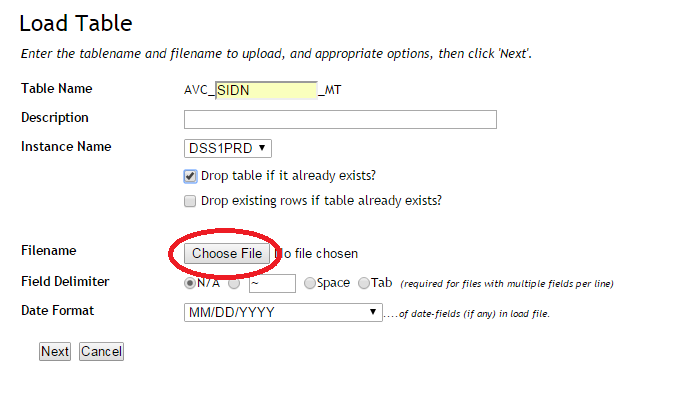 Load Table
Enter the tablename and filename to upload, and appropriate options, then click 'Next'.
Table Name AVC_SIDN_MT
Description
Instance Name DSS1PRD
Drop table if it already exists?
Drop existing rows if table already exists?
Filename Choose File No file chosen
Field Delimiter N/A ~ Space Tab (required for files with multiple fields per line)
Date Format MM/DD/YYYY ....of date-fields (if any) in load file.
Next Cancel